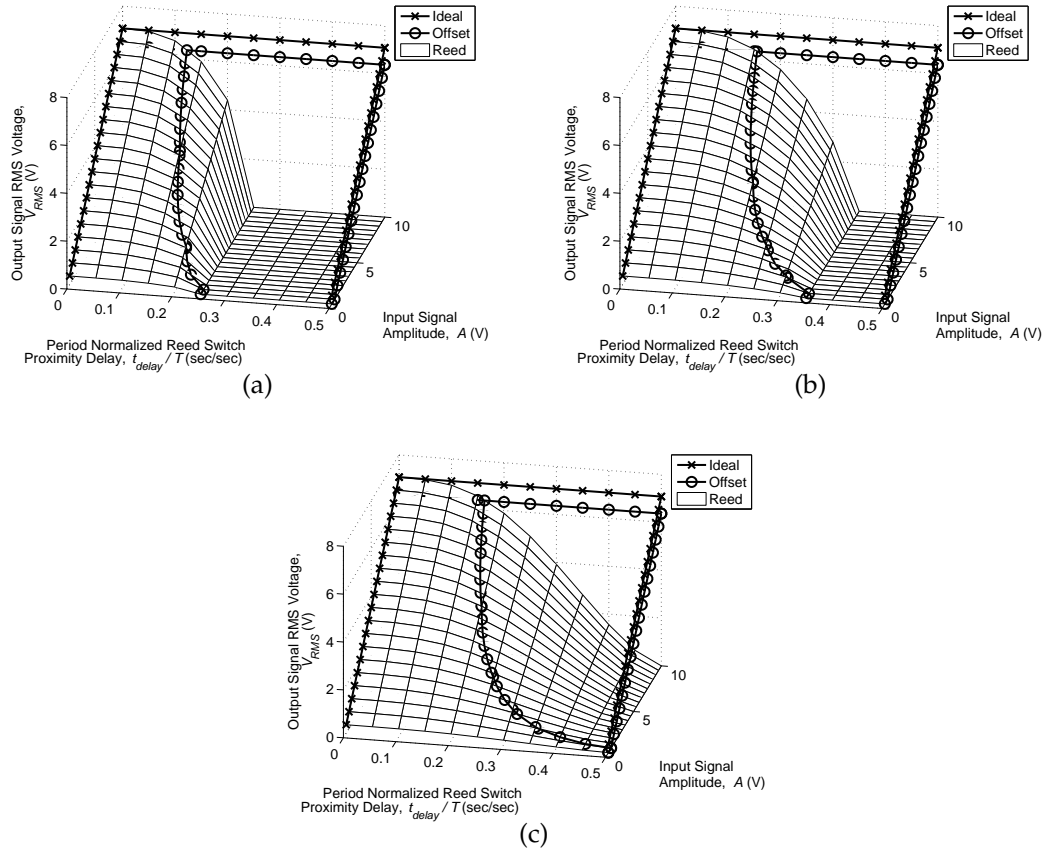 Ideal
Offset
Reed
Output Signal RMS Voltage,
V_RMS (V)
8
6
4
2
0
0
0.1
0.2
0.3
0.4
0.5
0
5
10
Period Normalized Reed Switch
Proximity Delay, t_delay / T (sec/sec)
Input Signal
Amplitude, A (V)
(a)
Ideal
Offset
Reed
Output Signal RMS Voltage,
V_RMS (V)
8
6
4
2
0
0
0.1
0.2
0.3
0.4
0.5
0
5
10
Period Normalized Reed Switch
Proximity Delay, t_delay / T (sec/sec)
Input Signal
Amplitude, A (V)
(b)
Ideal
Offset
Reed
Output Signal RMS Voltage,
V_RMS (V)
8
6
4
2
0
0
0.1
0.2
0.3
0.4
0.5
0
5
10
Period Normalized Reed Switch
Proximity Delay, t_delay / T (sec/sec)
Input Signal
Amplitude, A (V)
(c)